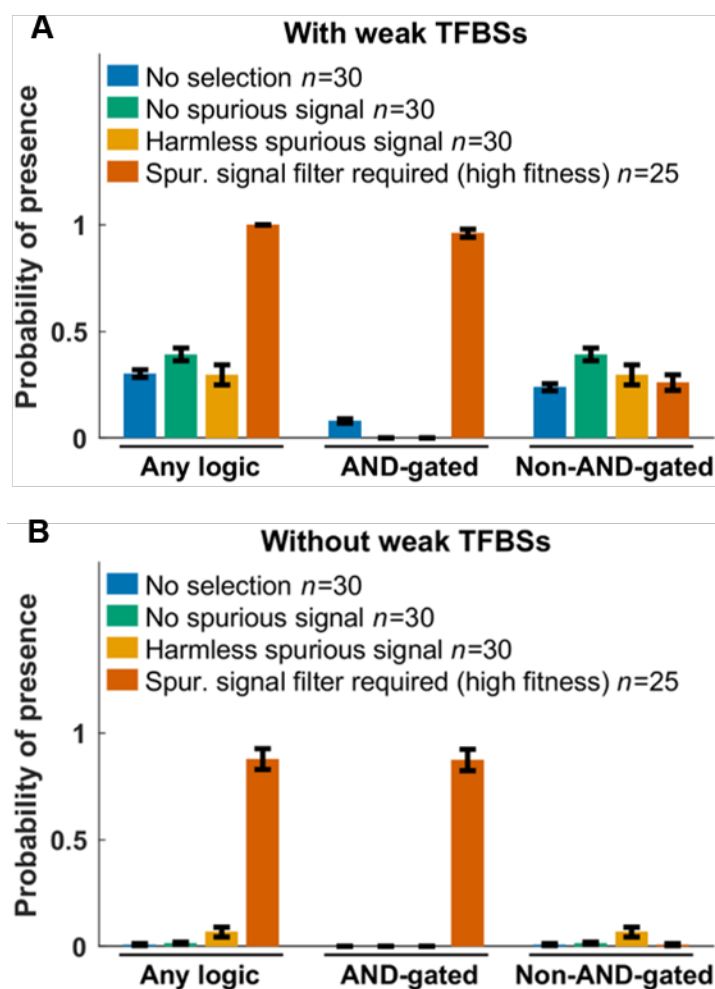 A
With weak TFBSs
No selection n=30
No spurious signal n=30
Harmless spurious signal n=30
Spur. signal filter required (high fitness) n=25
Probability of presence
1
0.5
0
Any logic AND-gated Non-AND-gated
B
Without weak TFBSs
No selection n=30
No spurious signal n=30
Harmless spurious signal n=30
Spur. signal filter required (high fitness) n=25
Probability of presence
1
0.5
0
Any logic AND-gated Non-AND-gated